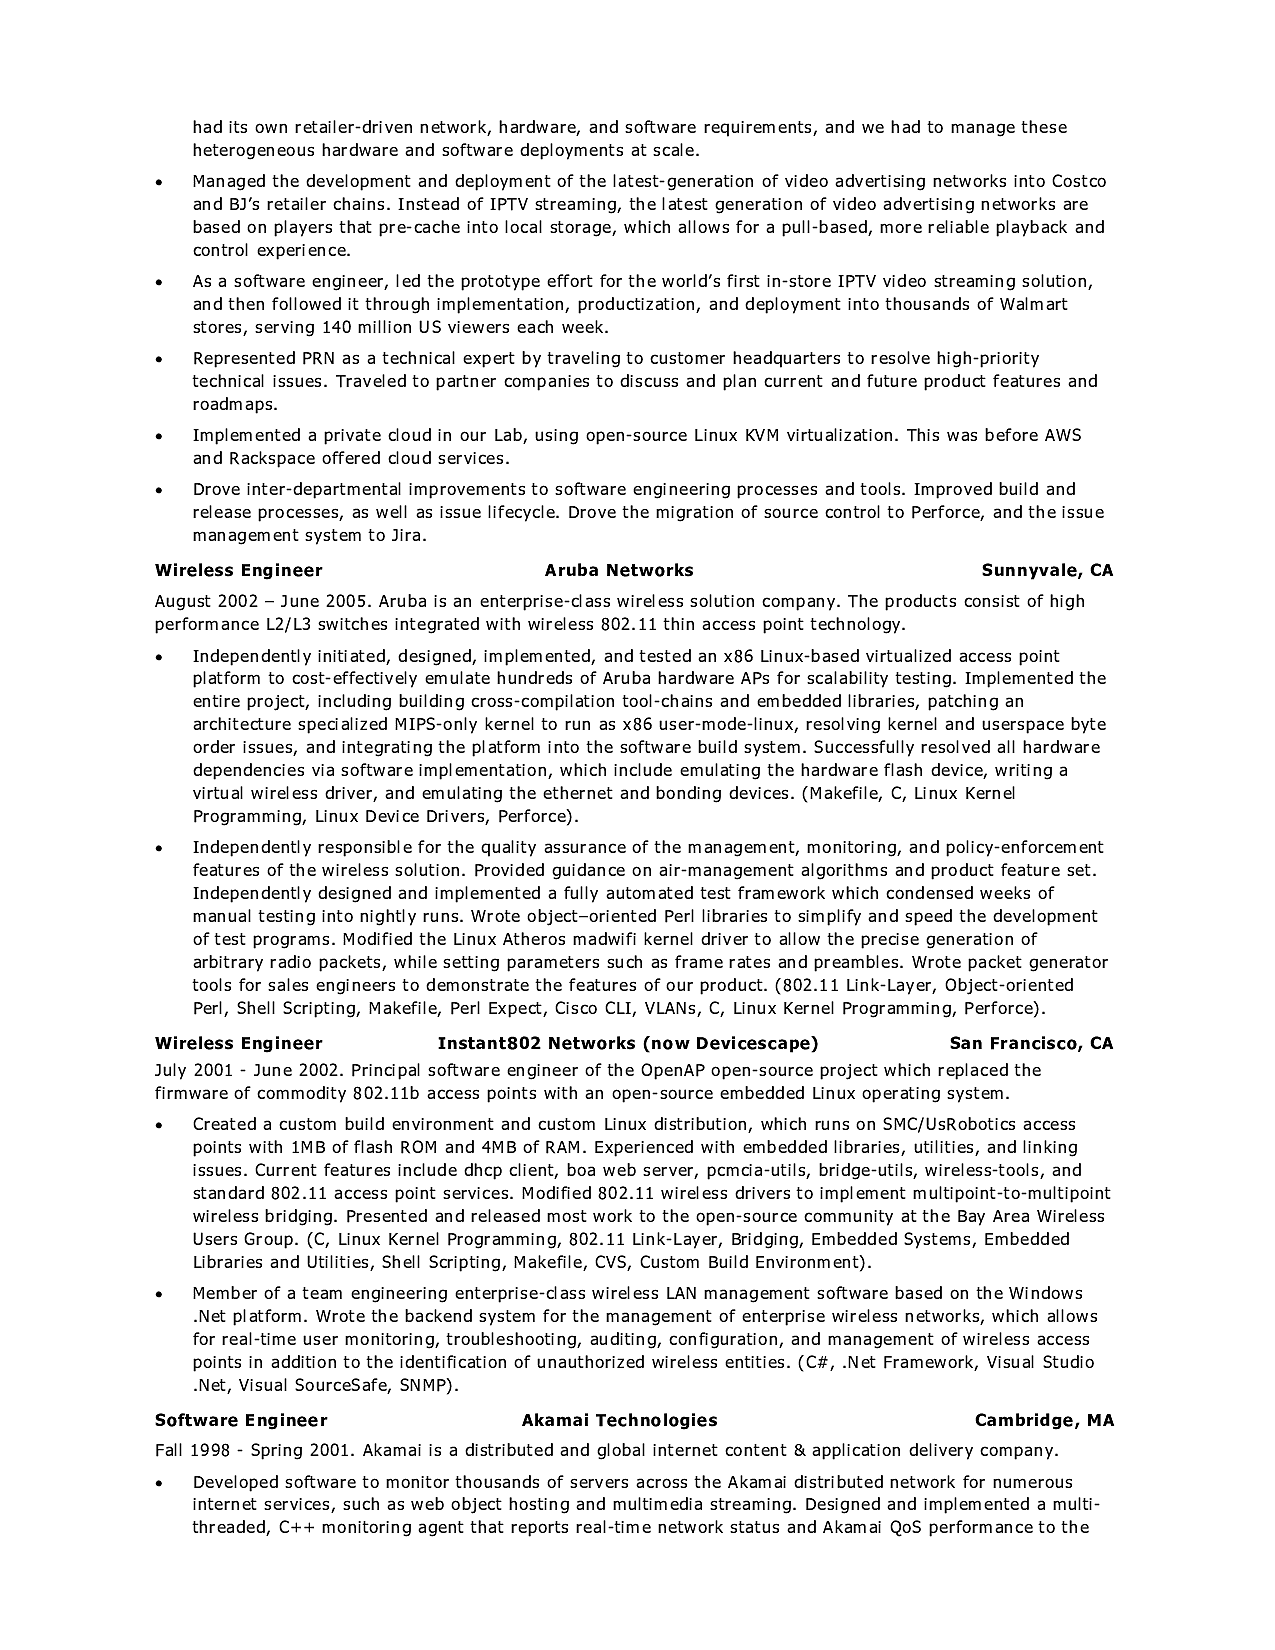 had its own retailer-driven network, hardware, and software requirements, and we had to manage these
heterogeneous hardware and software deployments at scale.
• Managed the development and deployment of the latest-generation of video advertising networks into Costco
and BJ’s retailer chains. Instead of IPTV streaming, the latest generation of video advertising networks are
based on players that pre-cache into local storage, which allows for a pull-based, more reliable playback and
control experience.
• As a software engineer, led the prototype effort for the world’s first in-store IPTV video streaming solution,
and then followed it through implementation, productization, and deployment into thousands of Walmart
stores, serving 140 million US viewers each week.
• Represented PRN as a technical expert by traveling to customer headquarters to resolve high-priority
technical issues. Traveled to partner companies to discuss and plan current and future product features and
roadmaps.
• Implemented a private cloud in our Lab, using open-source Linux KVM virtualization. This was before AWS
and Rackspace offered cloud services.
• Drove inter-departmental improvements to software engineering processes and tools. Improved build and
release processes, as well as issue lifecycle. Drove the migration of source control to Perforce, and the issue
management system to Jira.
Wireless Engineer Aruba Networks Sunnyvale, CA
August 2002 – June 2005. Aruba is an enterprise-class wireless solution company. The products consist of high
performance L2/L3 switches integrated with wireless 802.11 thin access point technology.
• Independently initiated, designed, implemented, and tested an x86 Linux-based virtualized access point
platform to cost-effectively emulate hundreds of Aruba hardware APs for scalability testing. Implemented the
entire project, including building cross-compilation tool-chains and embedded libraries, patching an
architecture specialized MIPS-only kernel to run as x86 user-mode-linux, resolving kernel and userspace byte
order issues, and integrating the platform into the software build system. Successfully resolved all hardware
dependencies via software implementation, which include emulating the hardware flash device, writing a
virtual wireless driver, and emulating the ethernet and bonding devices. (Makefile, C, Linux Kernel
Programming, Linux Device Drivers, Perforce).
• Independently responsible for the quality assurance of the management, monitoring, and policy-enforcement
features of the wireless solution. Provided guidance on air-management algorithms and product feature set.
Independently designed and implemented a fully automated test framework which condensed weeks of
manual testing into nightly runs. Wrote object–oriented Perl libraries to simplify and speed the development
of test programs. Modified the Linux Atheros madwifi kernel driver to allow the precise generation of
arbitrary radio packets, while setting parameters such as frame rates and preambles. Wrote packet generator
tools for sales engineers to demonstrate the features of our product. (802.11 Link-Layer, Object-oriented
Perl, Shell Scripting, Makefile, Perl Expect, Cisco CLI, VLANs, C, Linux Kernel Programming, Perforce).
Wireless Engineer Instant802 Networks (now Devicescape) San Francisco, CA
July 2001 - June 2002. Principal software engineer of the OpenAP open-source project which replaced the
firmware of commodity 802.11b access points with an open-source embedded Linux operating system.
• Created a custom build environment and custom Linux distribution, which runs on SMC/UsRobotics access
points with 1MB of flash ROM and 4MB of RAM. Experienced with embedded libraries, utilities, and linking
issues. Current features include dhcp client, boa web server, pcmcia-utils, bridge-utils, wireless-tools, and
standard 802.11 access point services. Modified 802.11 wireless drivers to implement multipoint-to-multipoint
wireless bridging. Presented and released most work to the open-source community at the Bay Area Wireless
Users Group. (C, Linux Kernel Programming, 802.11 Link-Layer, Bridging, Embedded Systems, Embedded
Libraries and Utilities, Shell Scripting, Makefile, CVS, Custom Build Environment).
• Member of a team engineering enterprise-class wireless LAN management software based on the Windows
.Net platform. Wrote the backend system for the management of enterprise wireless networks, which allows
for real-time user monitoring, troubleshooting, auditing, configuration, and management of wireless access
points in addition to the identification of unauthorized wireless entities. (C#, .Net Framework, Visual Studio
.Net, Visual SourceSafe, SNMP).
Software Engineer Akamai Technologies Cambridge, MA
Fall 1998 - Spring 2001. Akamai is a distributed and global internet content & application delivery company.
• Developed software to monitor thousands of servers across the Akamai distributed network for numerous
internet services, such as web object hosting and multimedia streaming. Designed and implemented a multi-
threaded, C++ monitoring agent that reports real-time network status and Akamai QoS performance to the